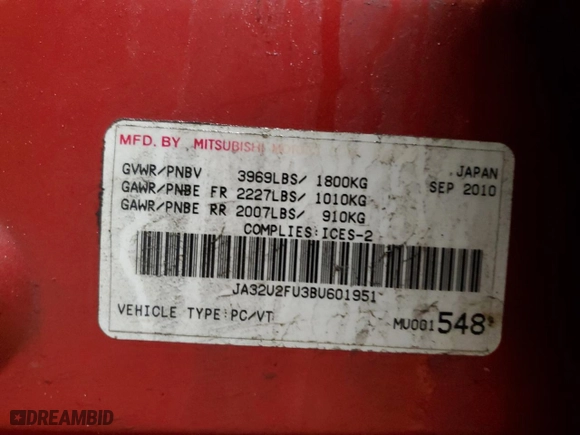 MFD. BY MITSUBISHI MOTORS
GVWR/PNBV 3969LBS/ 1800KG JAPAN
GAWR/PNBE FR 2227LBS/ 1010KG SEP 2010
GAWR/PNBE RR 2007LBS/ 910KG
COMPLIES:ICES-2
JA32U2FU3BU601951
VEHICLE TYPE:PC/VT MU001548
DREAMBID